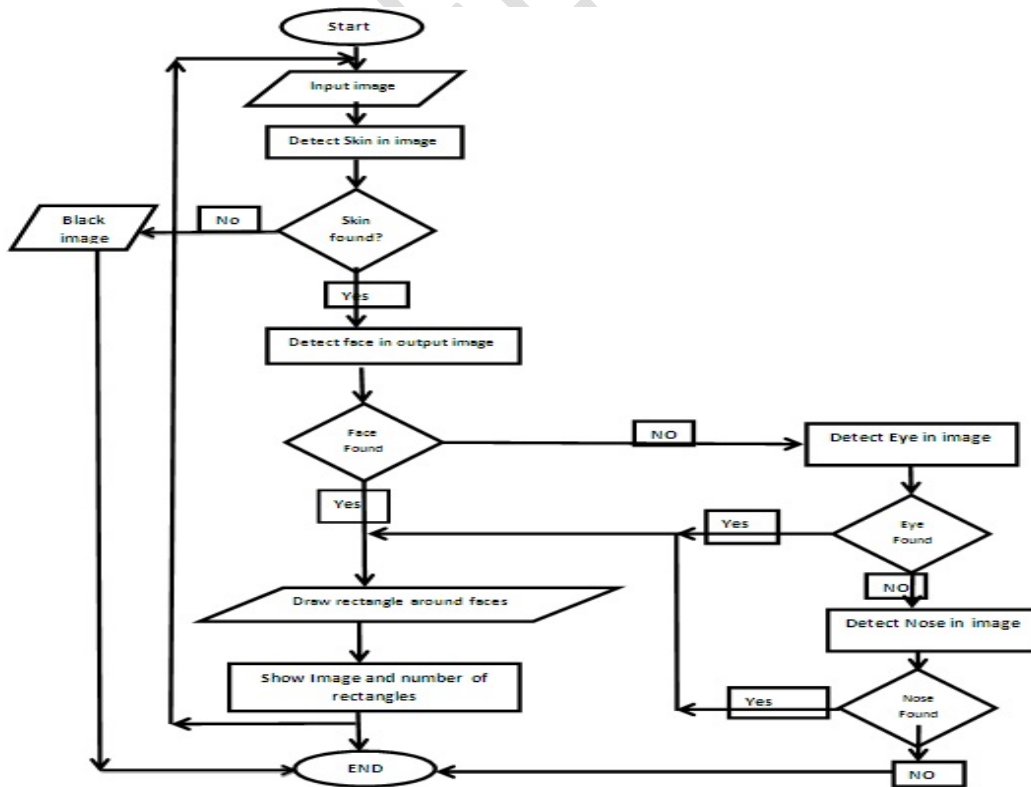 Start
Input image
Detect Skin in image
Skin
found?
No
Black
image
Yes
Detect face in output image
Face
Found
NO
Detect Eye in image
Yes
Eye
Found
Yes
NO
Draw rectangle around faces
Detect Nose in image
Show Image and number of
rectangles
Yes
Nose
Found
END
NO